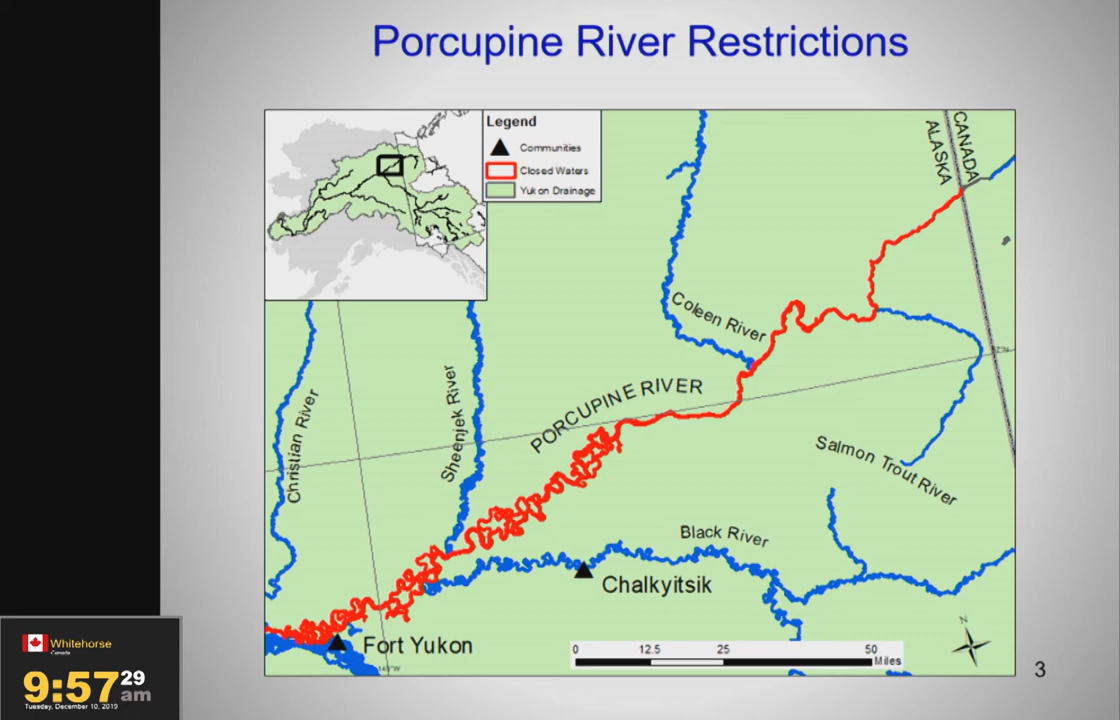 Porcupine River Restrictions
Legend
Communities
Closed Waters
Yukon Drainage
CANADA
ALASKA
Coleen River
PORCUPINE RIVER
Christian River
Sheenjek River
Salmon Trout River
Black River
Chalkyitsik
Fort Yukon
0 12.5 25 50
Miles
N
3
Whitehorse
Canada
9:57 29
am
Tuesday, December 10, 2019